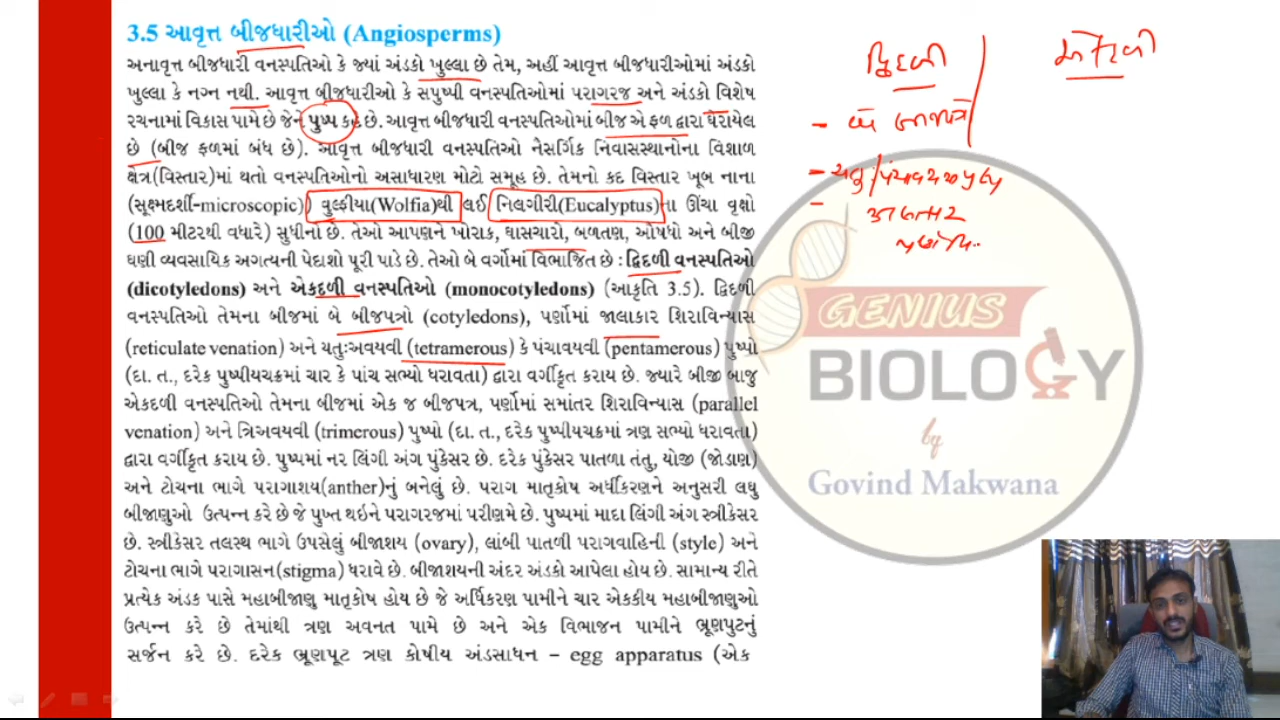 3.5 આવૃત્ત બીજધારીઓ (Angiosperms)
અનાવૃત્ત બીજધારી વનસ્પતિઓ કે જ્યાં અંડકો ખુલ્લા છે તેમ, અહીં આવૃત્ત બીજધારીઓમાં અંડકો
ખુલ્લા કે નગ્ન નથી. આવૃત્ત બીજધારીઓ કે સપુષ્પી વનસ્પતિઓમાં પરાગરજ અને અંડકો વિશેષ
રચનામાં વિકાસ પામે છે જેને પુષ્પ કહે છે. આવૃત્ત બીજધારી વનસ્પતિઓમાં બીજ એ ફળ દ્વારા ઘેરાયેલ
છે (બીજ ફળમાં બંધ છે). આવૃત્ત બીજધારી વનસ્પતિઓ નૈસર્ગિક નિવાસસ્થાનોના વિશાળ
ક્ષેત્ર(વિસ્તાર)માં થતો વનસ્પતિઓનો અસાધારણ મોટો સમૂહ છે. તેમનો કદ વિસ્તાર ખૂબ નાના
(સૂક્ષ્મદર્શી-microscopic) વુલ્ફીયા(Wolfia)થી લઈ નિલગીરી(Eucalyptus)ના ઊંચા વૃક્ષો
(100 મીટરથી વધારે) સુધીનો છે. તેઓ આપણને ખોરાક, ઘાસચારો, બળતણ, ઔષધો અને બીજી
ઘણી વ્યવસાયિક અગત્યની પેદાશો પૂરી પાડે છે. તેઓ બે વર્ગોમાં વિભાજિત છે : દ્વિદળી વનસ્પતિઓ
(dicotyledons) અને એકદળી વનસ્પતિઓ (monocotyledons) (આકૃતિ 3.5). દ્વિદળી
વનસ્પતિઓ તેમના બીજમાં બે બીજપત્રો (cotyledons), પર્ણોમાં જાલાકાર શિરાવિન્યાસ
(reticulate venation) અને ચતુઃઅવયવી (tetramerous) કે પંચાવયવી (pentamerous) પુષ્પો
(દા. ત., દરેક પુષ્પીયચક્રમાં ચાર કે પાંચ સભ્યો ધરાવતા) દ્વારા વર્ગીકૃત કરાય છે. જ્યારે બીજી બાજુ
એકદળી વનસ્પતિઓ તેમના બીજમાં એક જ બીજપત્ર, પર્ણોમાં સમાંતર શિરાવિન્યાસ (parallel
venation) અને ત્રિઅવયવી (trimerous) પુષ્પો (દા. ત., દરેક પુષ્પીયચક્રમાં ત્રણ સભ્યો ધરાવતા)
દ્વારા વર્ગીકૃત કરાય છે. પુષ્પમાં નર લિંગી અંગ પુંકેસર છે. દરેક પુંકેસર પાતળા તંતુ, યોજી (જોડાણ)
અને ટોચના ભાગે પરાગાશય(anther)નું બનેલું છે. પરાગ માતૃકોષ અર્ધીકરણને અનુસરી લઘુ
બીજાણુઓ ઉત્પન્ન કરે છે જે પુખ્ત થઇને પરાગરજમાં પરીણમે છે. પુષ્પમાં માદા લિંગી અંગ સ્ત્રીકેસર
છે. સ્ત્રીકેસર તલસ્થ ભાગે ઉપસેલું બીજાશય (ovary), લાંબી પાતળી પરાગવાહિની (style) અને
ટોચના ભાગે પરાગાસન(stigma) ધરાવે છે. બીજાશયની અંદર અંડકો આપેલા હોય છે. સામાન્ય રીતે
પ્રત્યેક અંડક પાસે મહાબીજાણુ માતૃકોષ હોય છે જે અર્ધિકરણ પામીને ચાર એકકીય મહાબીજાણુઓ
ઉત્પન્ન કરે છે તેમાંથી ત્રણ અવનત પામે છે અને એક વિભાજન પામીને ભ્રૂણપુટનું
સર્જન કરે છે. દરેક ભ્રૂણપૂટ ત્રણ કોષીય અંડસાધન – egg apparatus (એક
દ્વિદળી
એકદળી
- બે બીજપત્રો
GENIUS
BIOLOGY
by
Govind Makwana